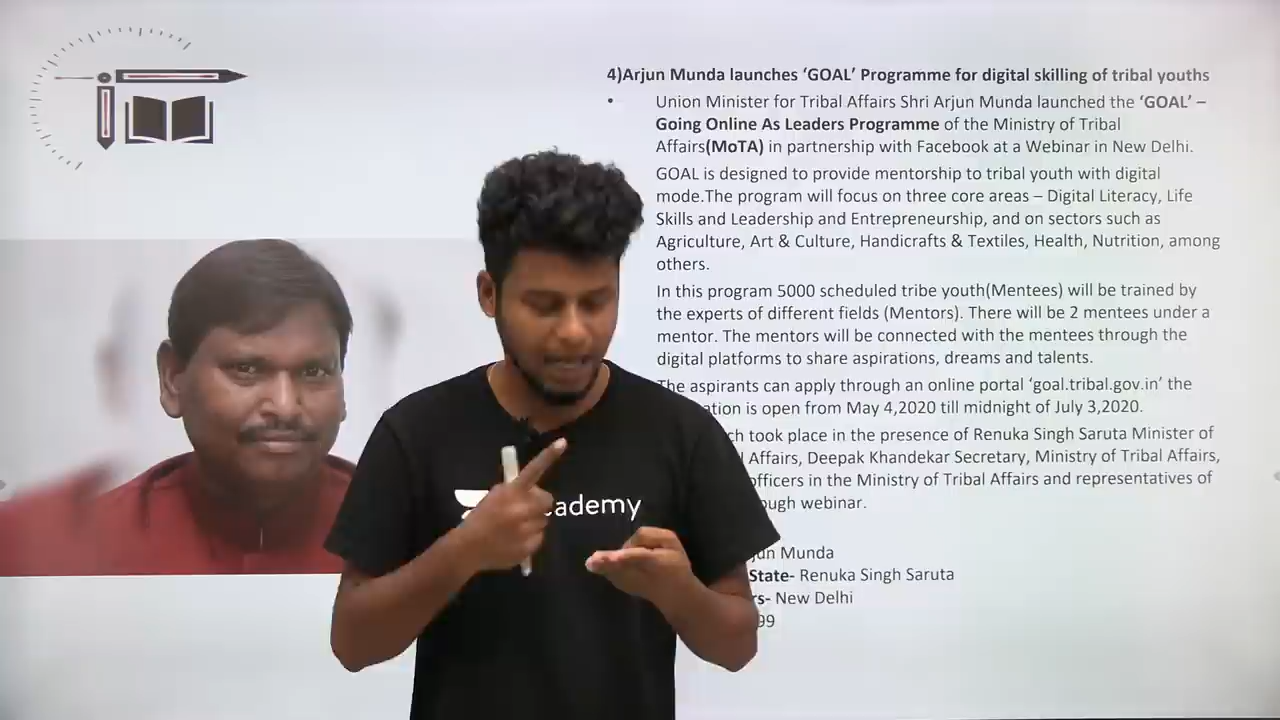 4)Arjun Munda launches ‘GOAL’ Programme for digital skilling of tribal youths
• Union Minister for Tribal Affairs Shri Arjun Munda launched the ‘GOAL’ –
Going Online As Leaders Programme of the Ministry of Tribal
Affairs(MoTA) in partnership with Facebook at a Webinar in New Delhi.
GOAL is designed to provide mentorship to tribal youth with digital
mode.The program will focus on three core areas – Digital Literacy, Life
Skills and Leadership and Entrepreneurship, and on sectors such as
Agriculture, Art & Culture, Handicrafts & Textiles, Health, Nutrition, among
others.
In this program 5000 scheduled tribe youth(Mentees) will be trained by
the experts of different fields (Mentors). There will be 2 mentees under a
mentor. The mentors will be connected with the mentees through the
digital platforms to share aspirations, dreams and talents.
The aspirants can apply through an online portal ‘goal.tribal.gov.in’ the
is open from May 4,2020 till midnight of July 3,2020.
took place in the presence of Renuka Singh Saruta Minister of
Affairs, Deepak Khandekar Secretary, Ministry of Tribal Affairs,
officers in the Ministry of Tribal Affairs and representatives of
webinar.
Munda
State- Renuka Singh Saruta
New Delhi
99
ademy